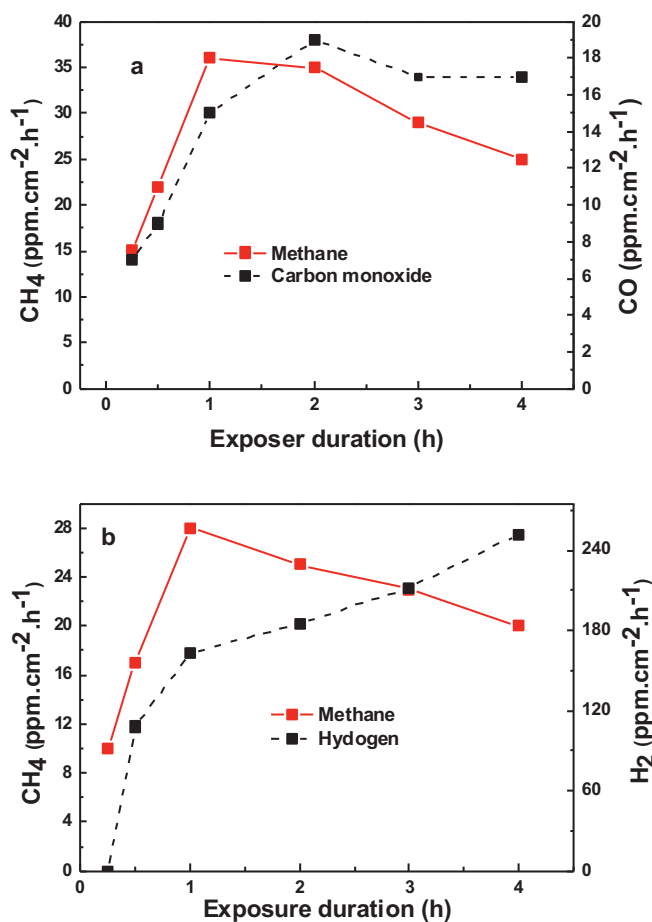 a
40
35
30
25
20
15
10
5
0
CH4 (ppm.cm-2.h-1)
20
18
16
14
12
10
8
6
4
2
0
CO (ppm.cm-2.h-1)
Methane
Carbon monoxide
0 1 2 3 4
Exposer duration (h)
b
28
24
20
16
12
8
4
0
CH4 (ppm.cm-2.h-1)
240
180
120
60
0
H2 (ppm.cm-2.h-1)
Methane
Hydogen
0 1 2 3 4
Exposure duration (h)